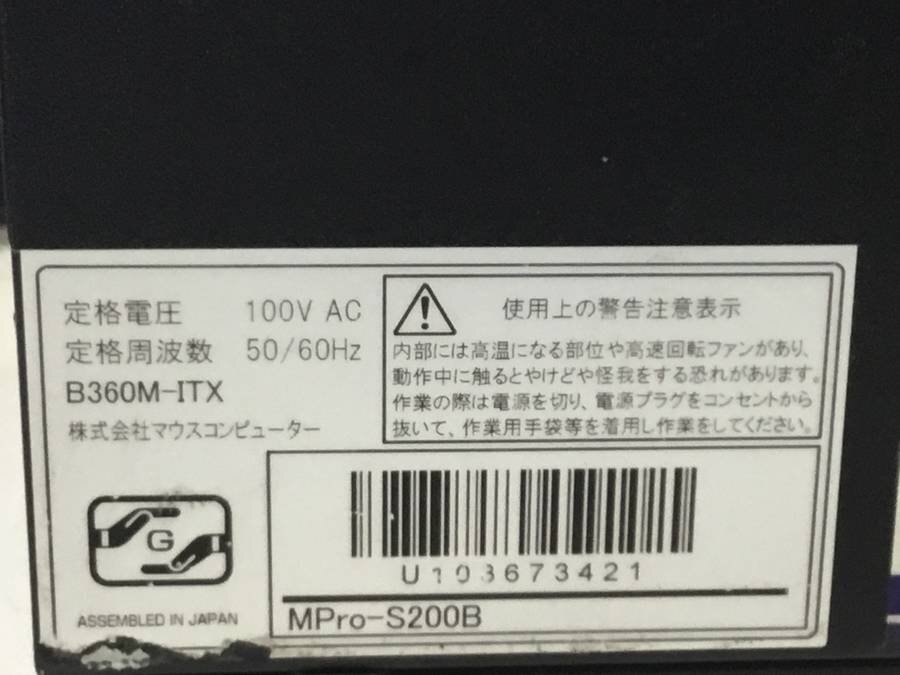 定格電圧 100V AC
定格周波数 50/60Hz
B360M-ITX
株式会社マウスコンピューター
使用上の警告注意表示
内部には高温になる部位や高速回転ファンがあり、
動作中に触るとやけどや怪我をする恐れがあります。
作業の際は電源を切り、電源プラグをコンセントから
抜いて、作業用手袋等を着用し作業をしてください。
G
ASSEMBLED IN JAPAN
U103673421
MPro-S200B